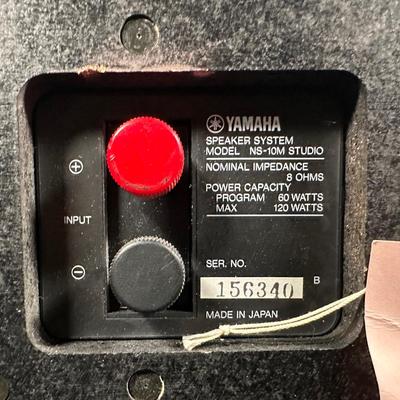 YAMAHA
SPEAKER SYSTEM
MODEL NS-10M STUDIO
NOMINAL IMPEDANCE
8 OHMS
POWER CAPACITY
PROGRAM 60 WATTS
MAX 120 WATTS
+
INPUT
−
SER. NO.
156340 B
MADE IN JAPAN